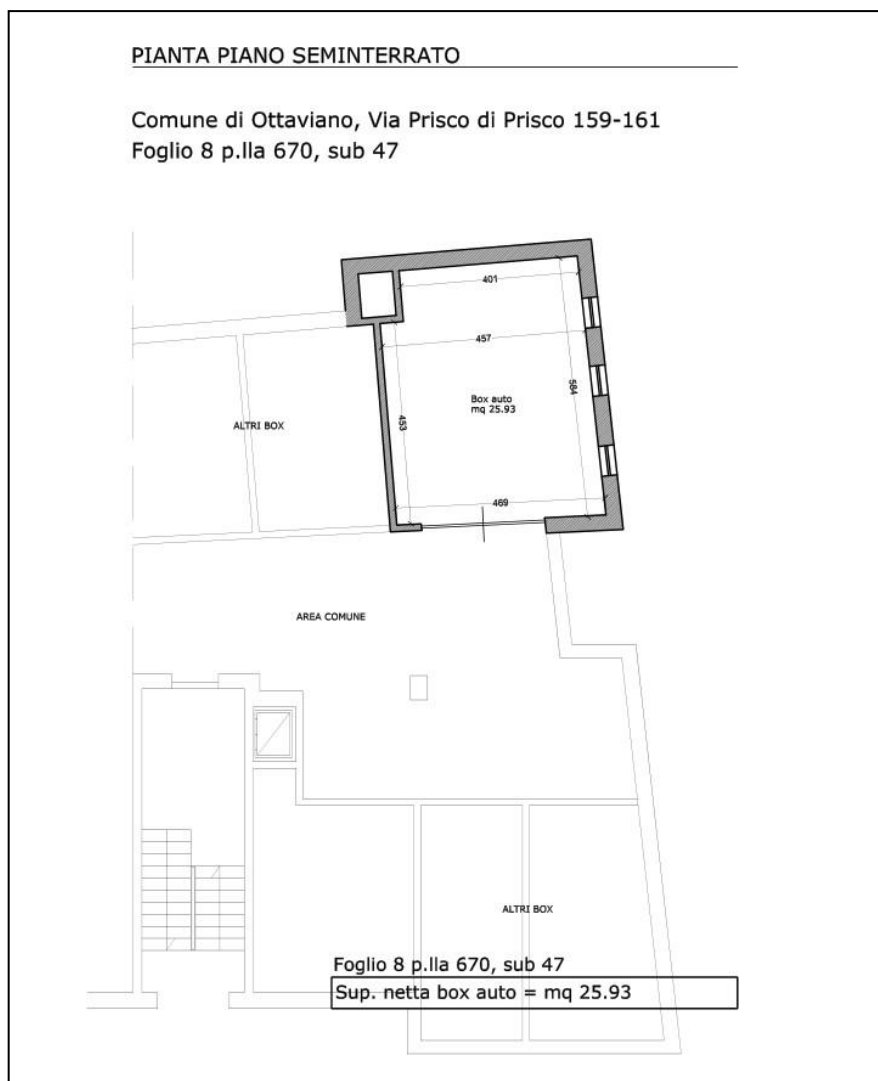 PIANTA PIANO SEMINTERRATO
Comune di Ottaviano, Via Prisco di Prisco 159-161
Foglio 8 p.lla 670, sub 47
401
457
584
Box auto
mq 25.93
453
ALTRI BOX
469
AREA COMUNE
ALTRI BOX
Foglio 8 p.lla 670, sub 47
Sup. netta box auto = mq 25.93